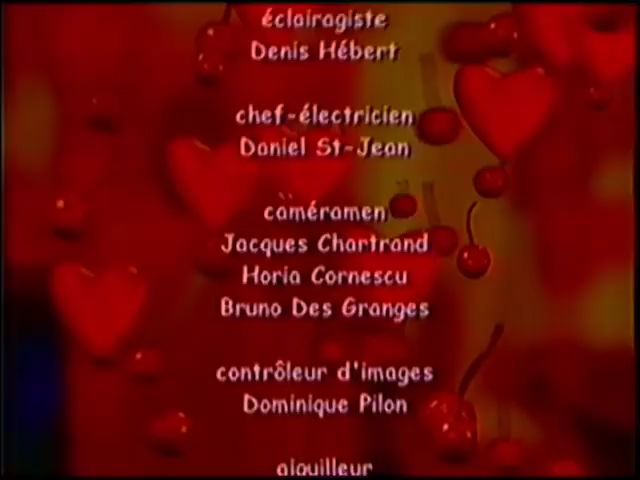 éclairagiste
Denis Hébert
chef-électricien
Daniel St-Jean
caméramen
Jacques Chartrand
Horia Cornescu
Bruno Des Granges
contrôleur d'images
Dominique Pilon
aiguilleur